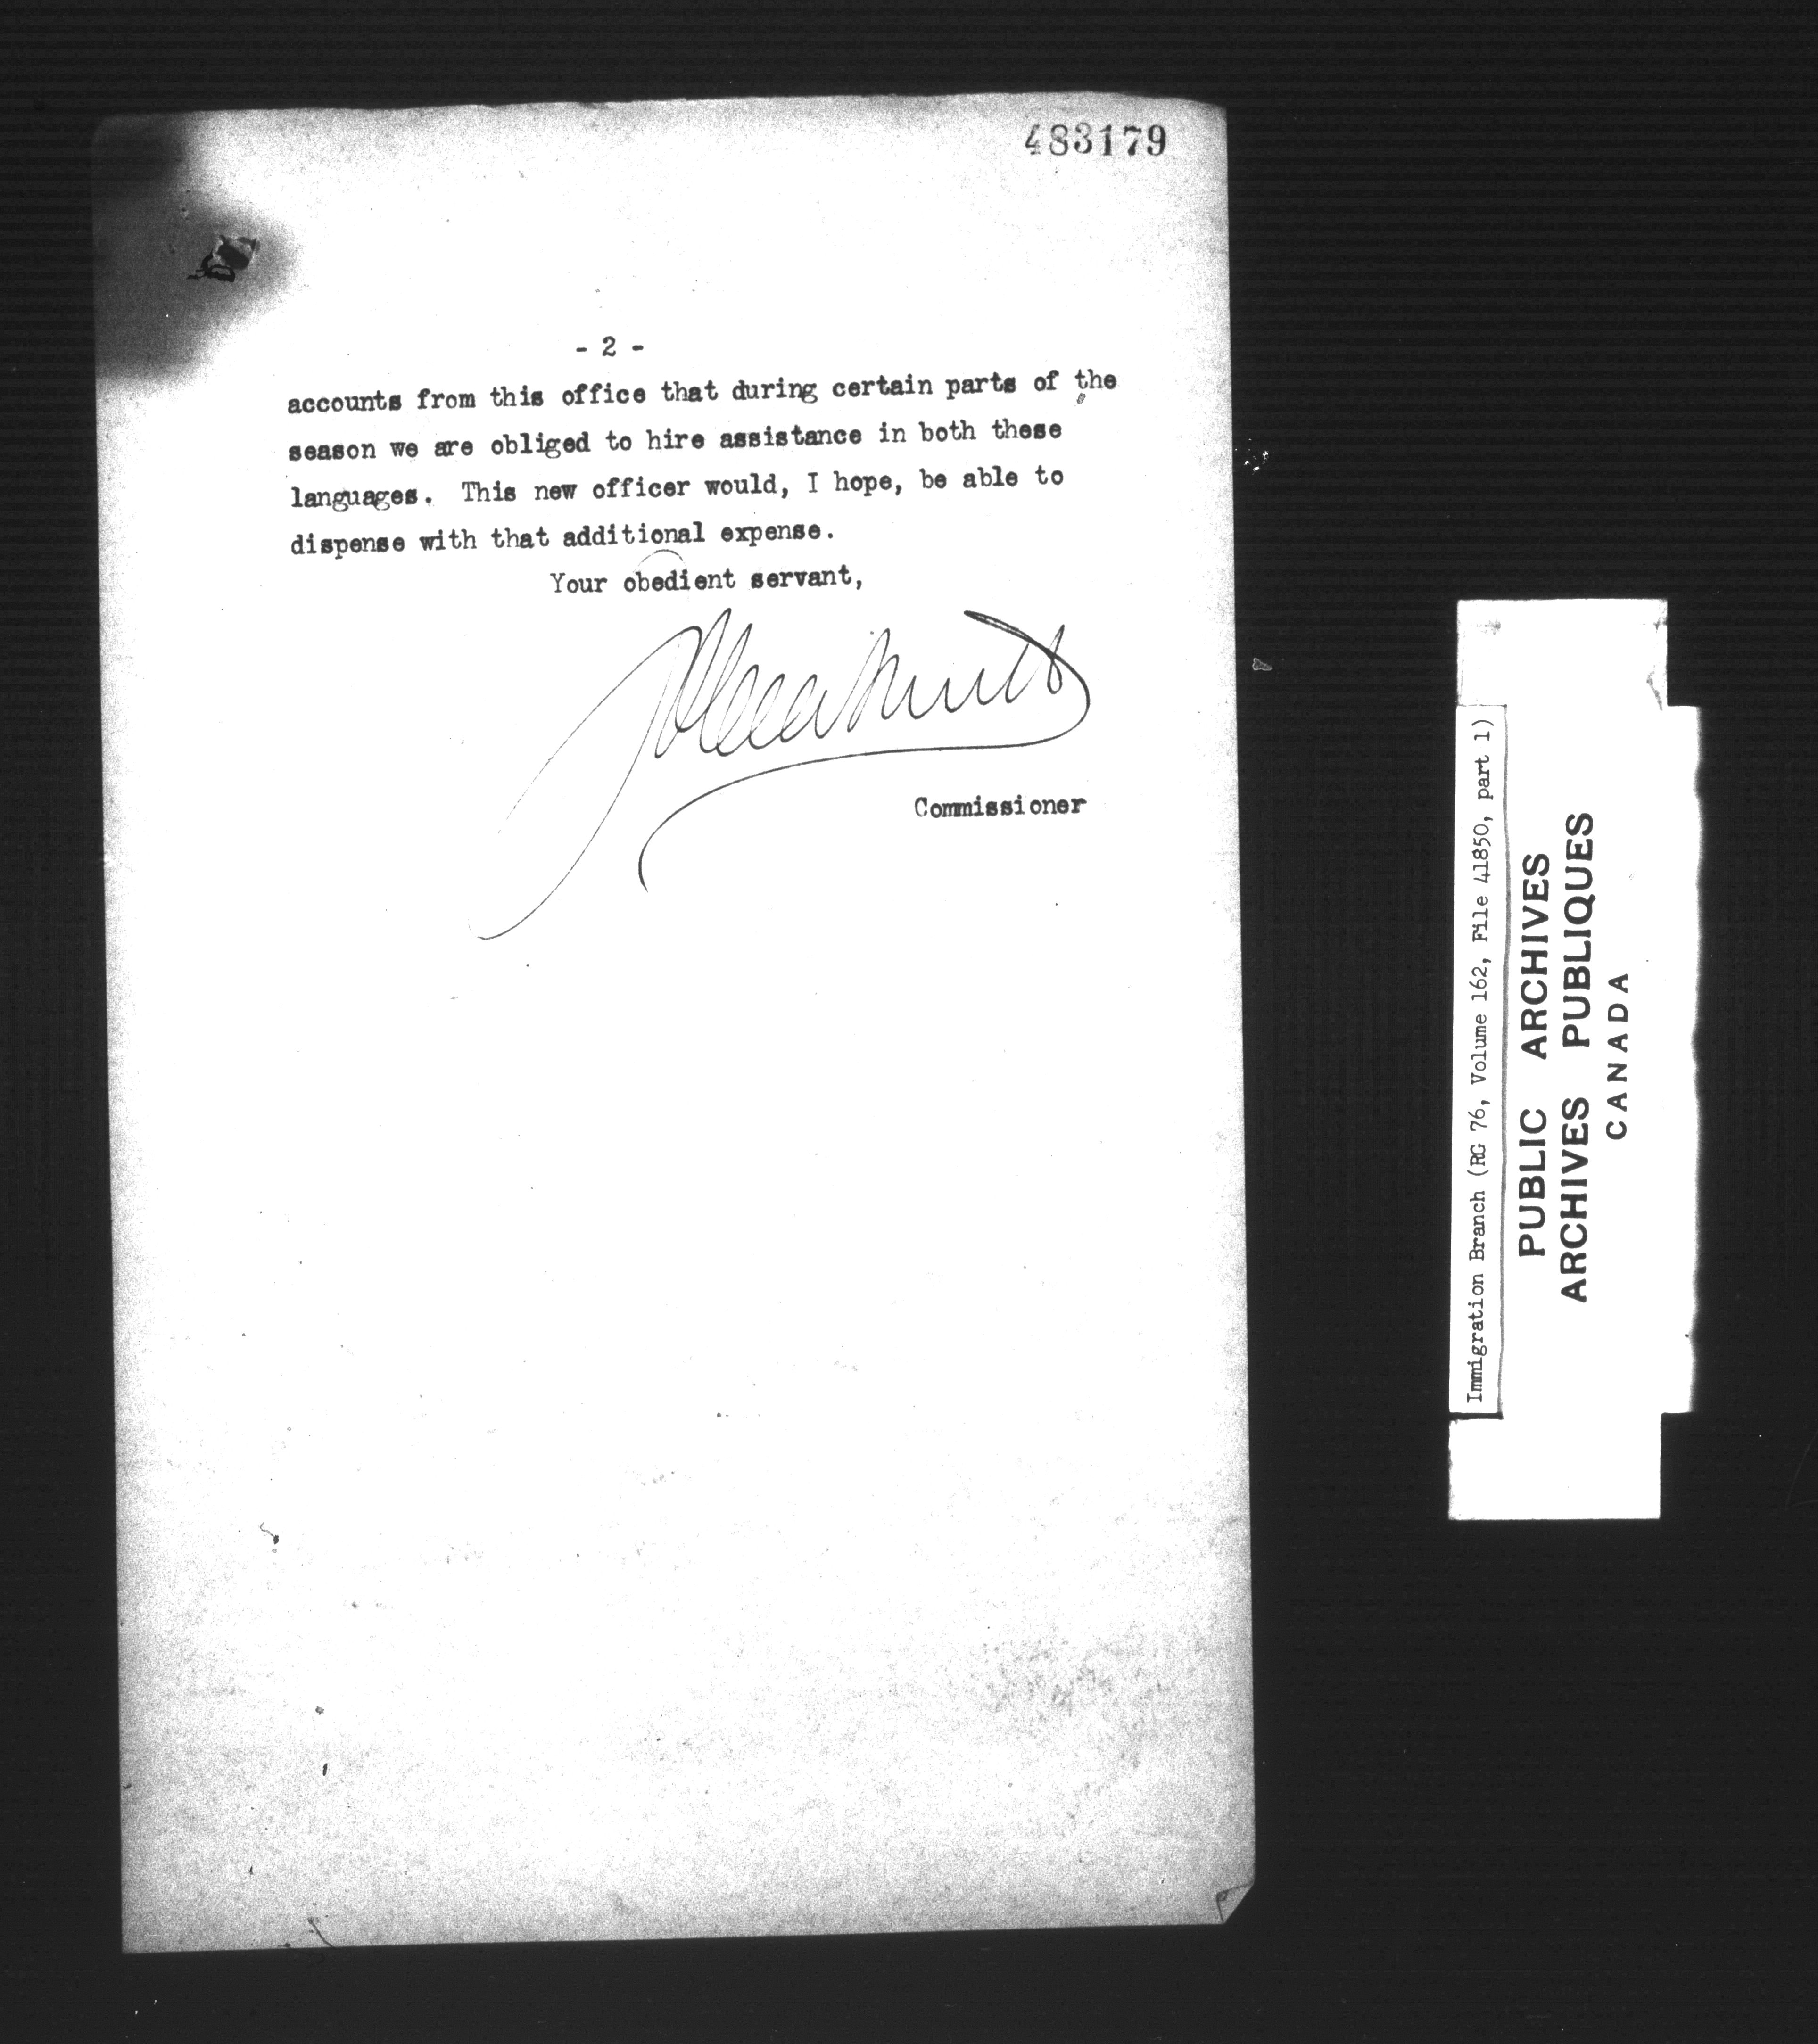 483179
- 2 -
accounts from this office that during certain parts of the
season we are obliged to hire assistance in both these
languages. This new officer would, I hope, be able to
dispense with that additional expense.
Your obedient servant,
Commissioner
Immigration Branch (RG 76, Volume 162, File 41850, part 1)
PUBLIC ARCHIVES
ARCHIVES PUBLIQUES
CANADA